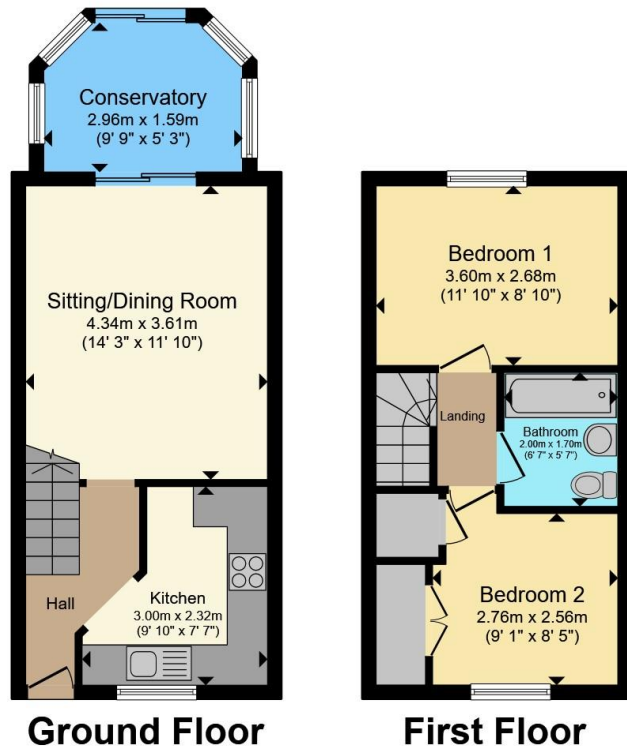 Conservatory
2.96m x 1.59m
(9' 9" x 5' 3")
Sitting/Dining Room
4.34m x 3.61m
(14' 3" x 11' 10")
Hall
Kitchen
3.00m x 2.32m
(9' 10" x 7' 7")
Ground Floor
Bedroom 1
3.60m x 2.68m
(11' 10" x 8' 10")
Landing
Bathroom
2.00m x 1.70m
(6' 7" x 5' 7")
Bedroom 2
2.76m x 2.56m
(9' 1" x 8' 5")
First Floor